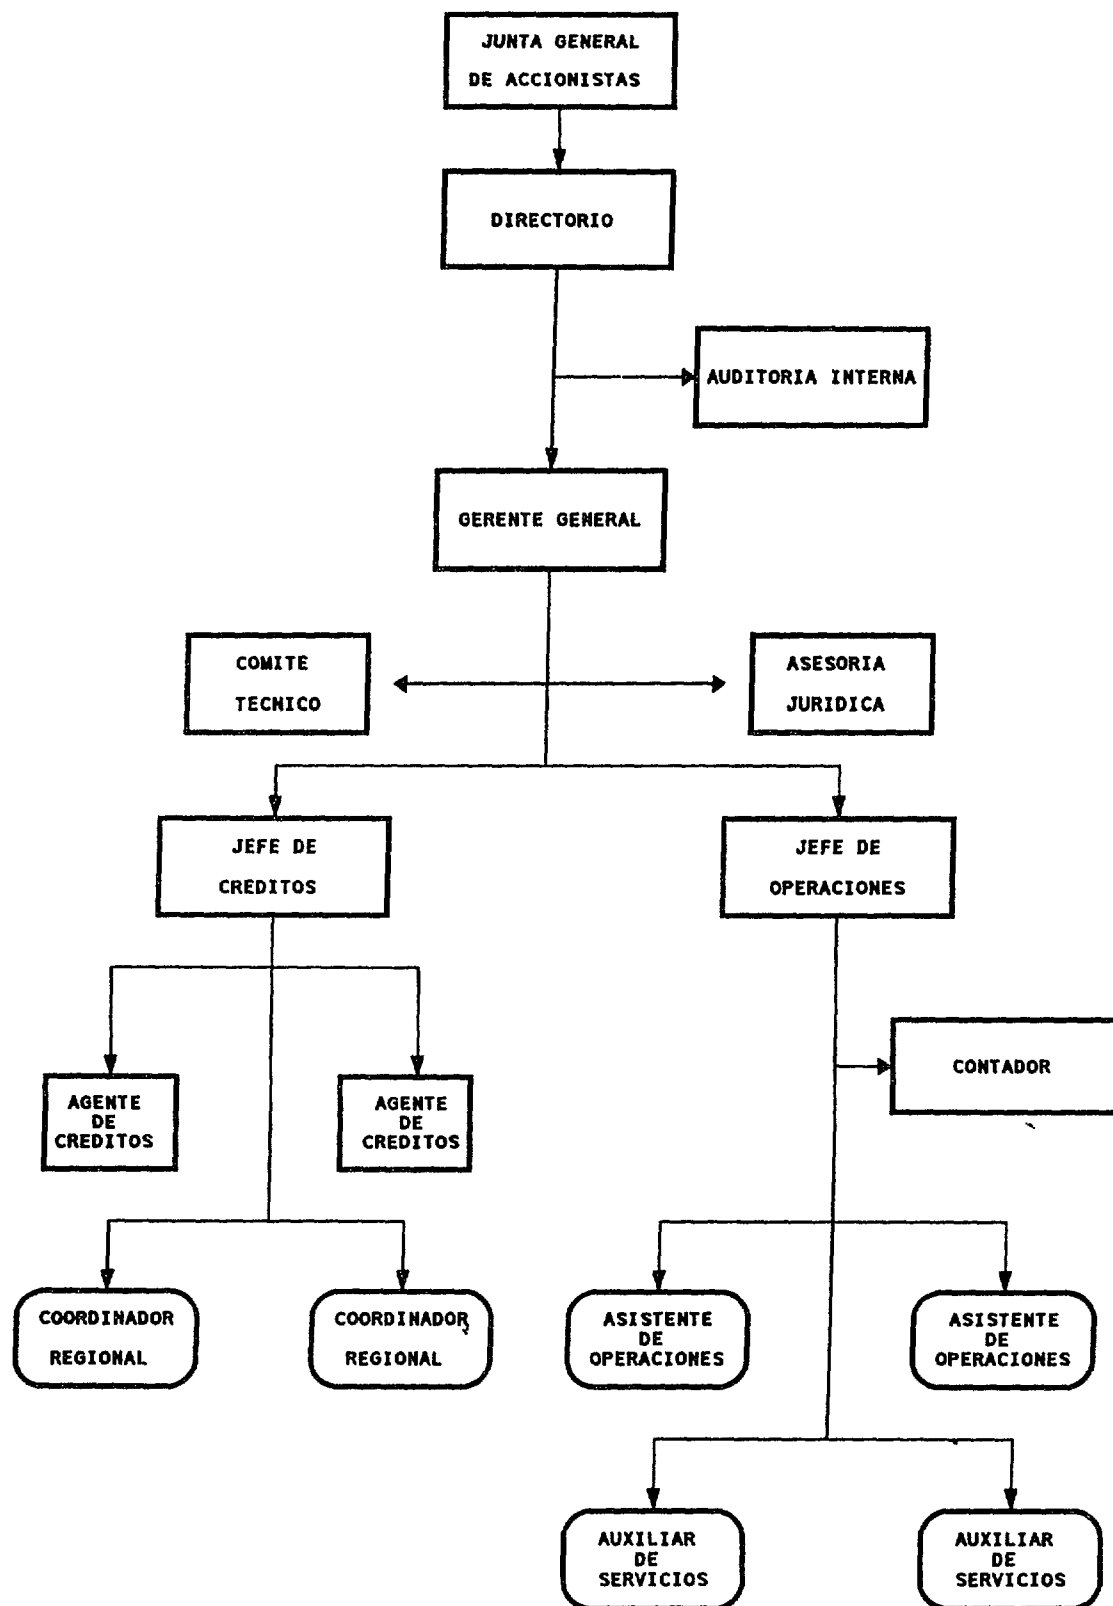 JUNTA GENERAL
DE ACCIONISTAS
DIRECTORIO
AUDITORIA INTERNA
GERENTE GENERAL
COMITE
TECNICO
ASESORIA
JURIDICA
JEFE DE
CREDITOS
JEFE DE
OPERACIONES
CONTADOR
AGENTE
DE
CREDITOS
AGENTE
DE
CREDITOS
COORDINADOR
REGIONAL
COORDINADOR
REGIONAL
ASISTENTE
DE
OPERACIONES
ASISTENTE
DE
OPERACIONES
AUXILIAR
DE
SERVICIOS
AUXILIAR
DE
SERVICIOS